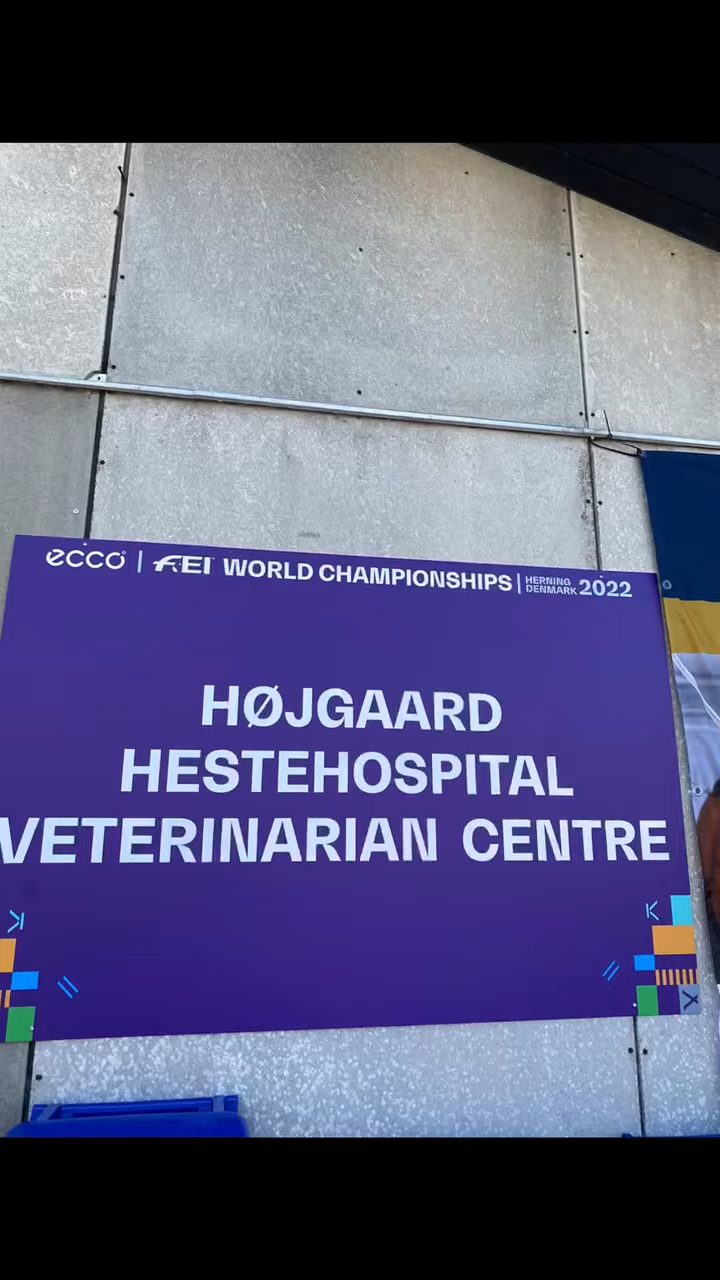 ecco | FEI WORLD CHAMPIONSHIPS | HERNING DENMARK 2022
HØJGAARD
HESTEHOSPITAL
VETERINARIAN CENTRE